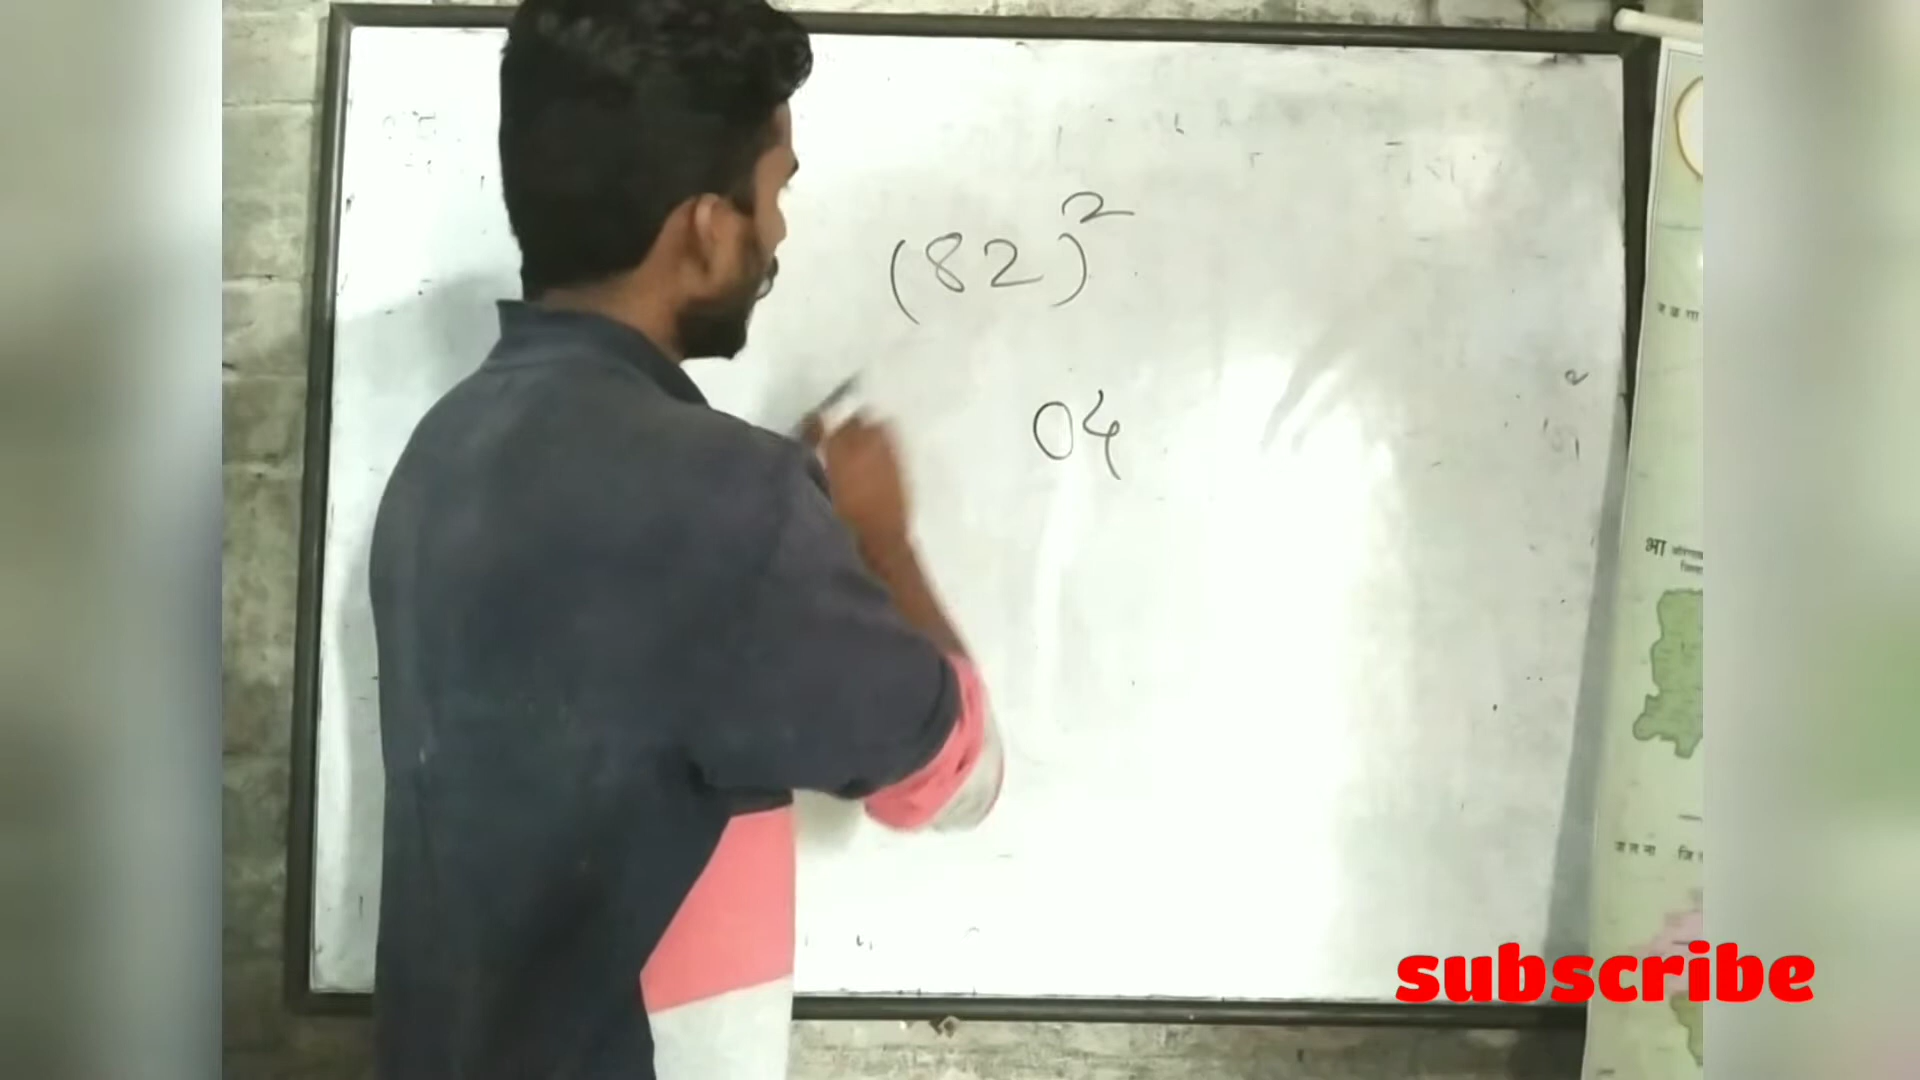 (82)²
04
न ळ गा
भा
जा ल ना जि
subscribe